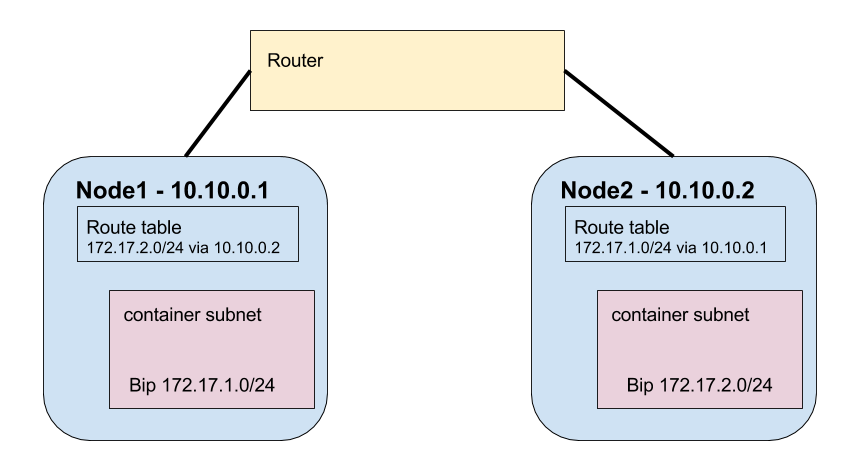 Router
Node1 - 10.10.0.1
Route table
172.17.2.0/24 via 10.10.0.2
container subnet
Bip 172.17.1.0/24
Node2 - 10.10.0.2
Route table
172.17.1.0/24 via 10.10.0.1
container subnet
Bip 172.17.2.0/24